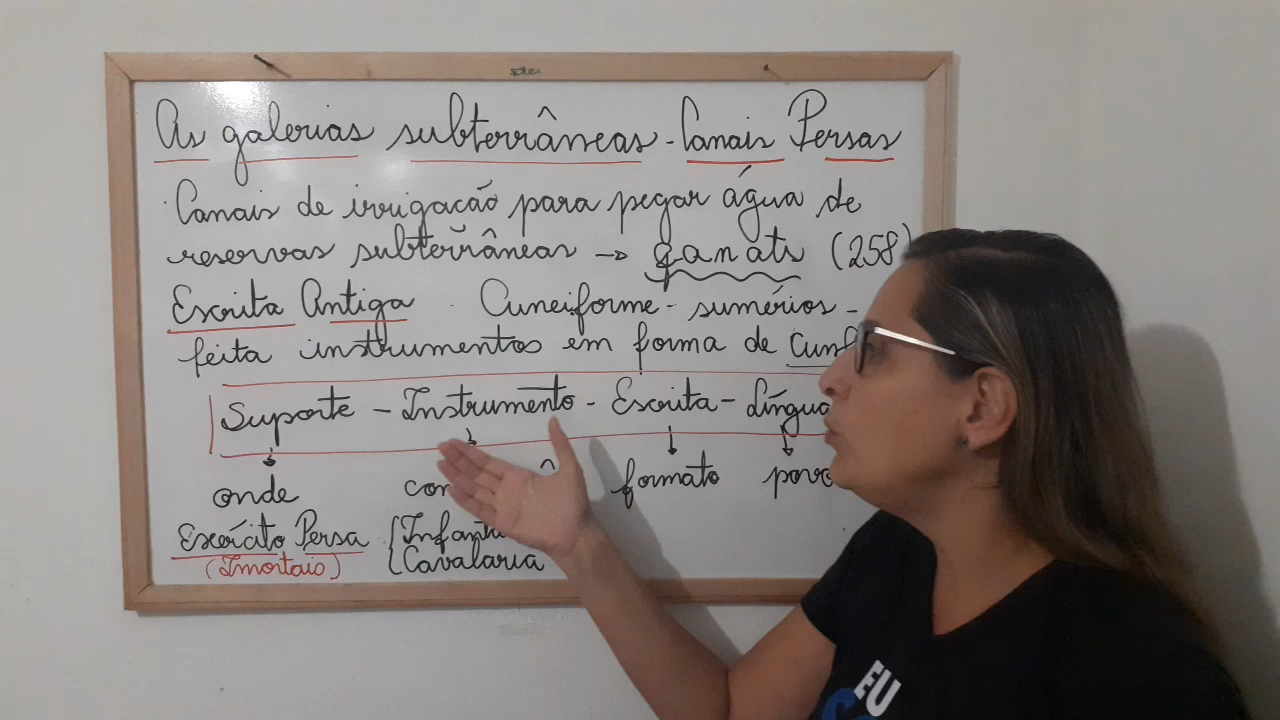 As galerias subterrâneas - Canais Persas
Canais de irrigação para pegar água de
reservas subterrâneas → qanats (258)
Escrita Antiga Cuneiforme - sumérios -
feita instrumentos em forma de
Suporte - Instrumento - Escrita - Língua
onde formato povo
Exército Persa
(Imortais)
Cavalaria
EU